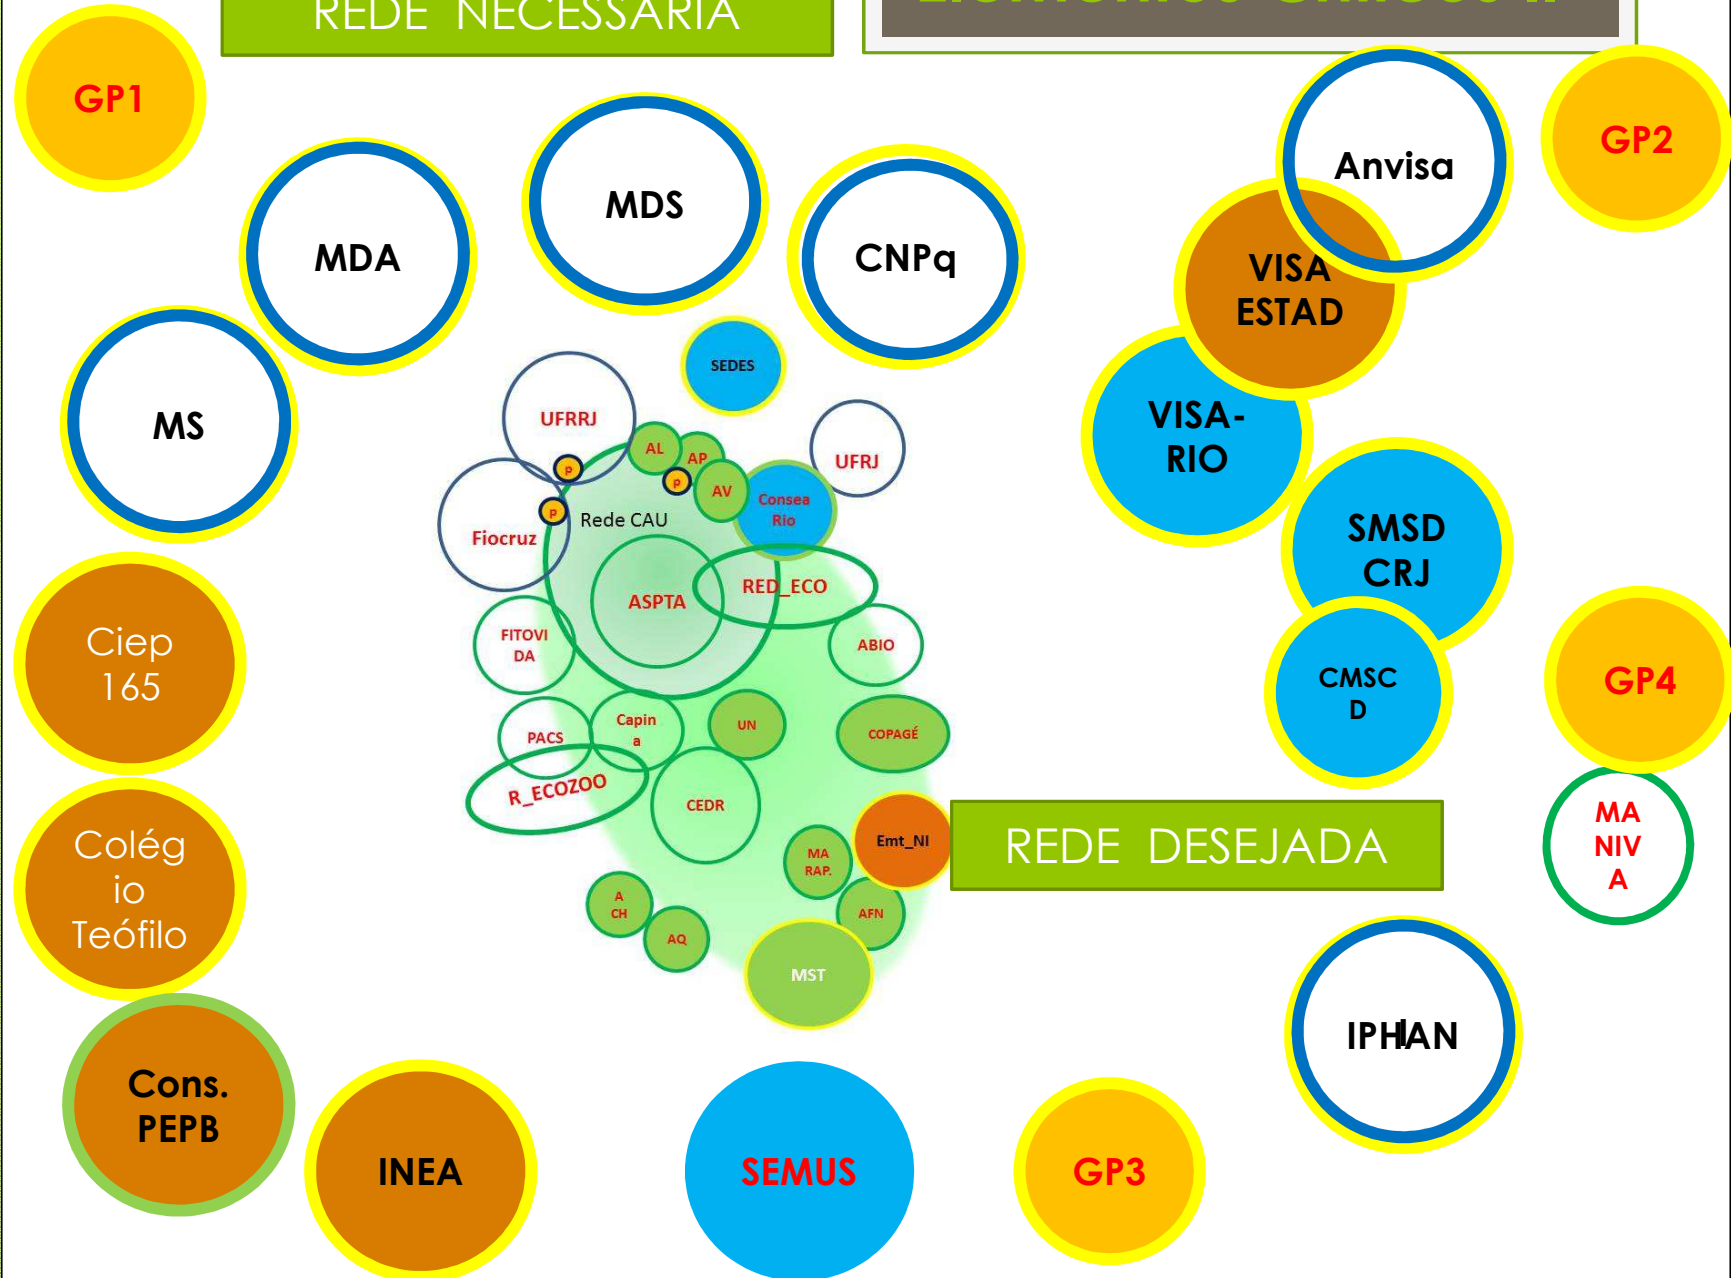 REDE NECESSÁRIA
GP1
GP2
Anvisa
MDS
MDA
CNPq
VISA
ESTAD
SEDES
MS
VISA-
RIO
UFRRJ
AL
AP
UFRJ
p
p
AV
Consea
Rio
p
Rede CAU
Fiocruz
SMSD
CRJ
RED_ECO
ASPTA
FITOVI
DA
ABIO
Ciep
165
CMSC
D
GP4
PACS
Capin
a
UN
COPAGÉ
R_ECOZOO
CEDR
Emt_NI
REDE DESEJADA
MA
NIV
A
MA
RAP.
Colég
io
Teófilo
A
CH
AFN
AQ
MST
IPHAN
Cons.
PEPB
INEA
SEMUS
GP3